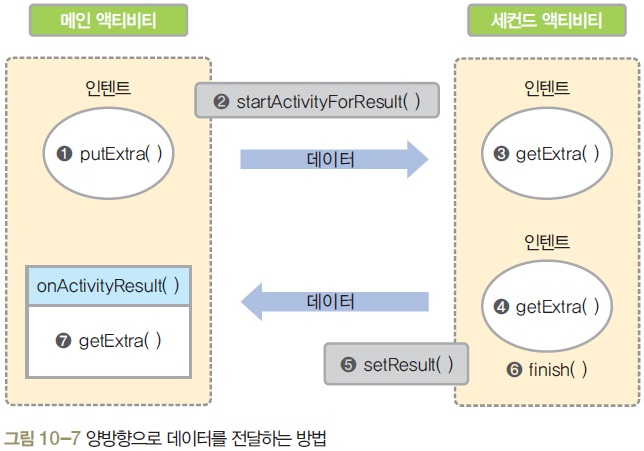 메인 액티비티
세컨드 액티비티
인텐트
❶ putExtra( )
❷ startActivityForResult( )
데이터
인텐트
❸ getExtra( )
인텐트
❹ getExtra( )
데이터
❺ setResult( )
❻ finish( )
onActivityResult( )
❼ getExtra( )
그림 10-7 양방향으로 데이터를 전달하는 방법